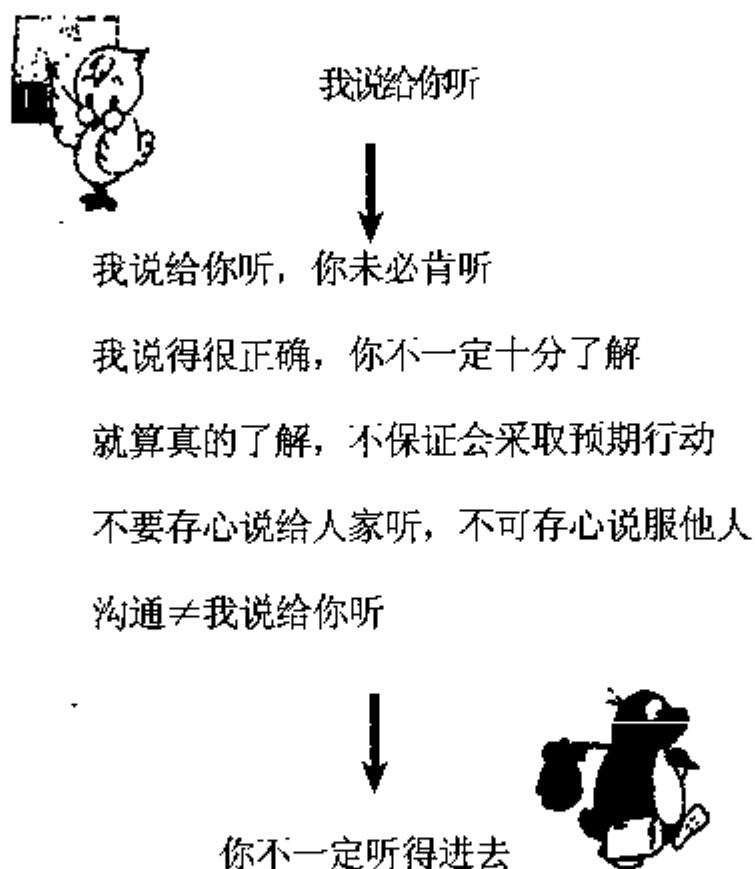 我说给你听
我说给你听，你未必肯听
我说得很正确，你不一定十分了解
就算真的了解，不保证会采取预期行动
不要存心说给人家听，不可存心说服他人
沟通≠我说给你听
你不一定听得进去